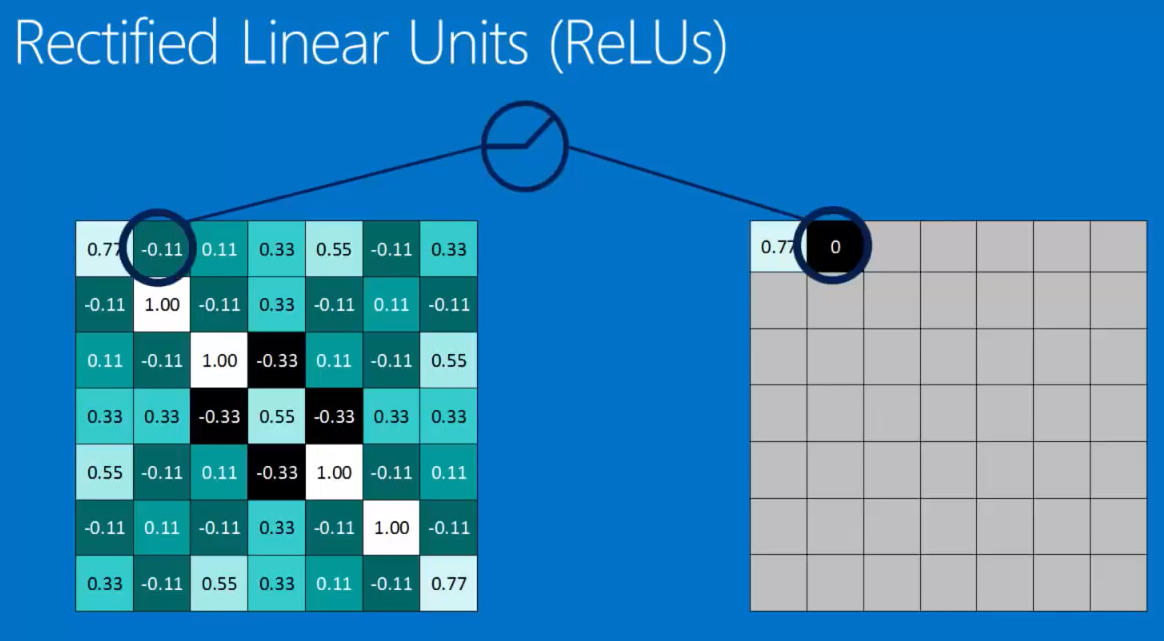 Rectified Linear Units (ReLUs)
0.77 -0.11 0.11 0.33 0.55 -0.11 0.33
0.77 0
-0.11 1.00 -0.11 0.33 -0.11 0.11 -0.11
0.11 -0.11 1.00 -0.33 0.11 -0.11 0.55
0.33 0.33 -0.33 0.55 -0.33 0.33 0.33
0.55 -0.11 0.11 -0.33 1.00 -0.11 0.11
-0.11 0.11 -0.11 0.33 -0.11 1.00 -0.11
0.33 -0.11 0.55 0.33 0.11 -0.11 0.77